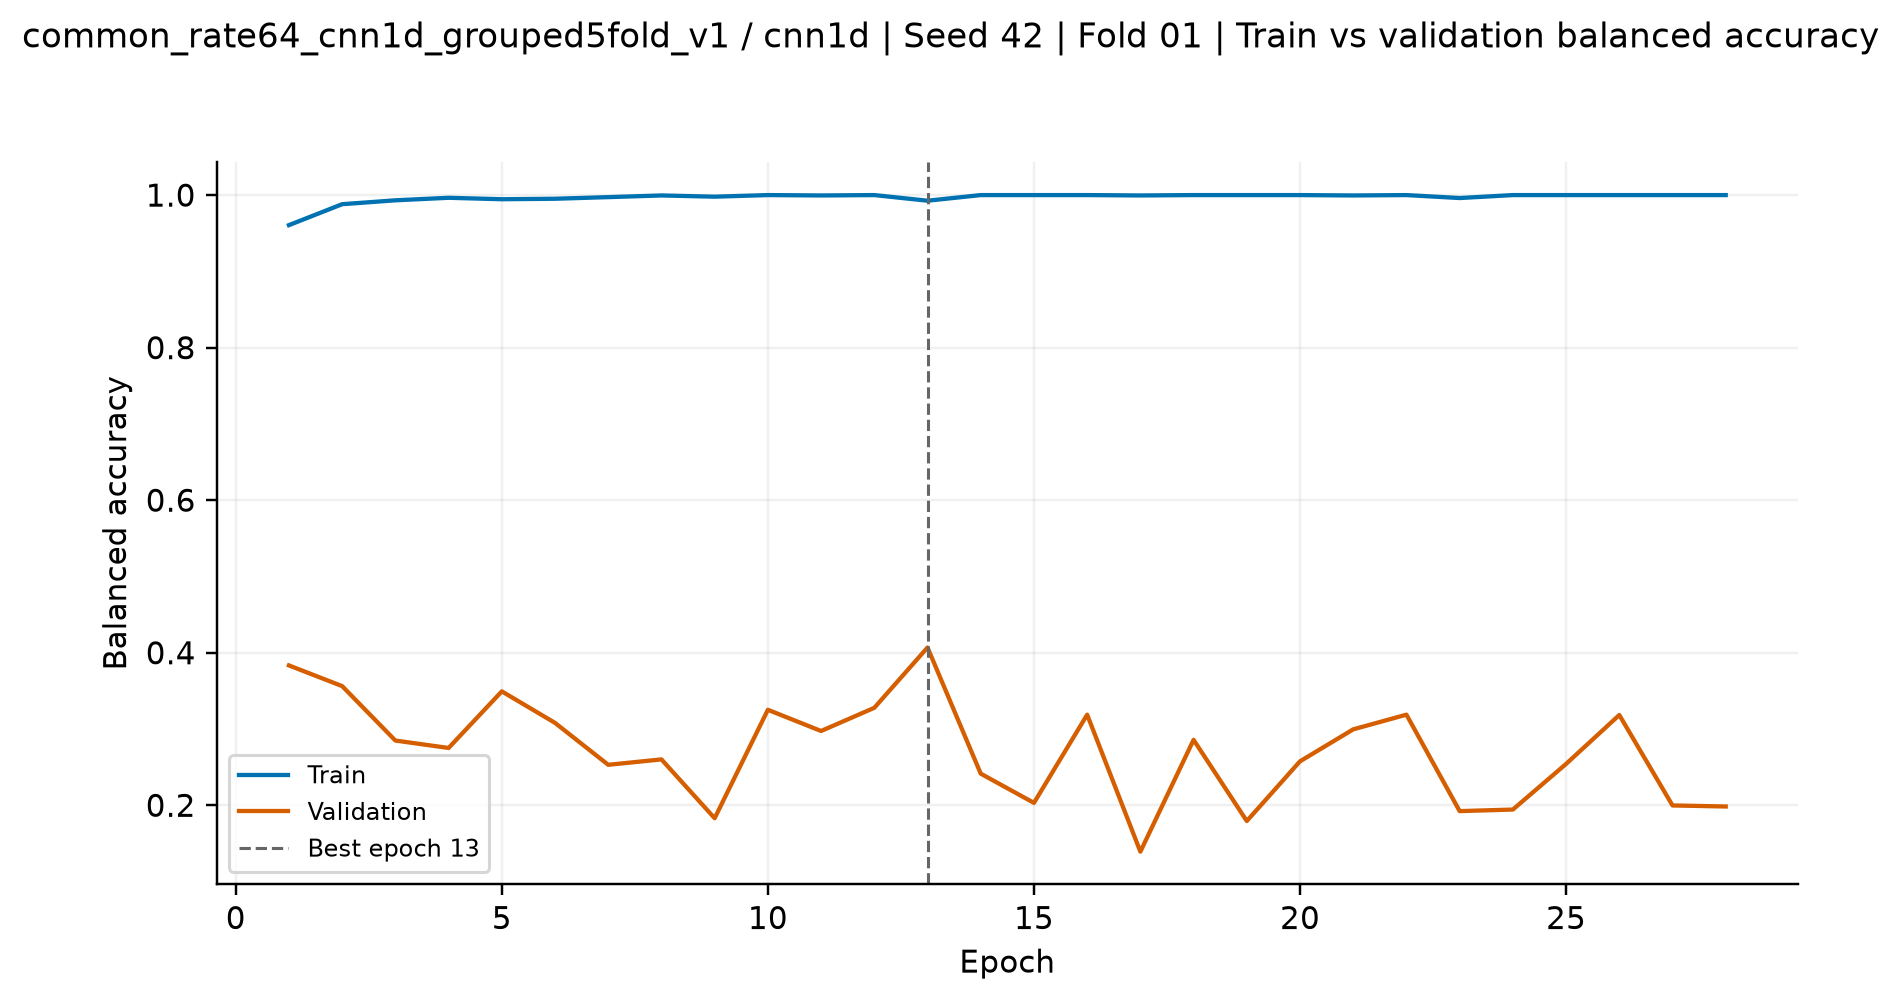 common_rate64_cnn1d_grouped5fold_v1 / cnn1d | Seed 42 | Fold 01 | Train vs validation balanced accuracy
1.0
0.8
0.6
0.4
0.2
Balanced accuracy
Train
Validation
Best epoch 13
0 5 10 15 20 25
Epoch